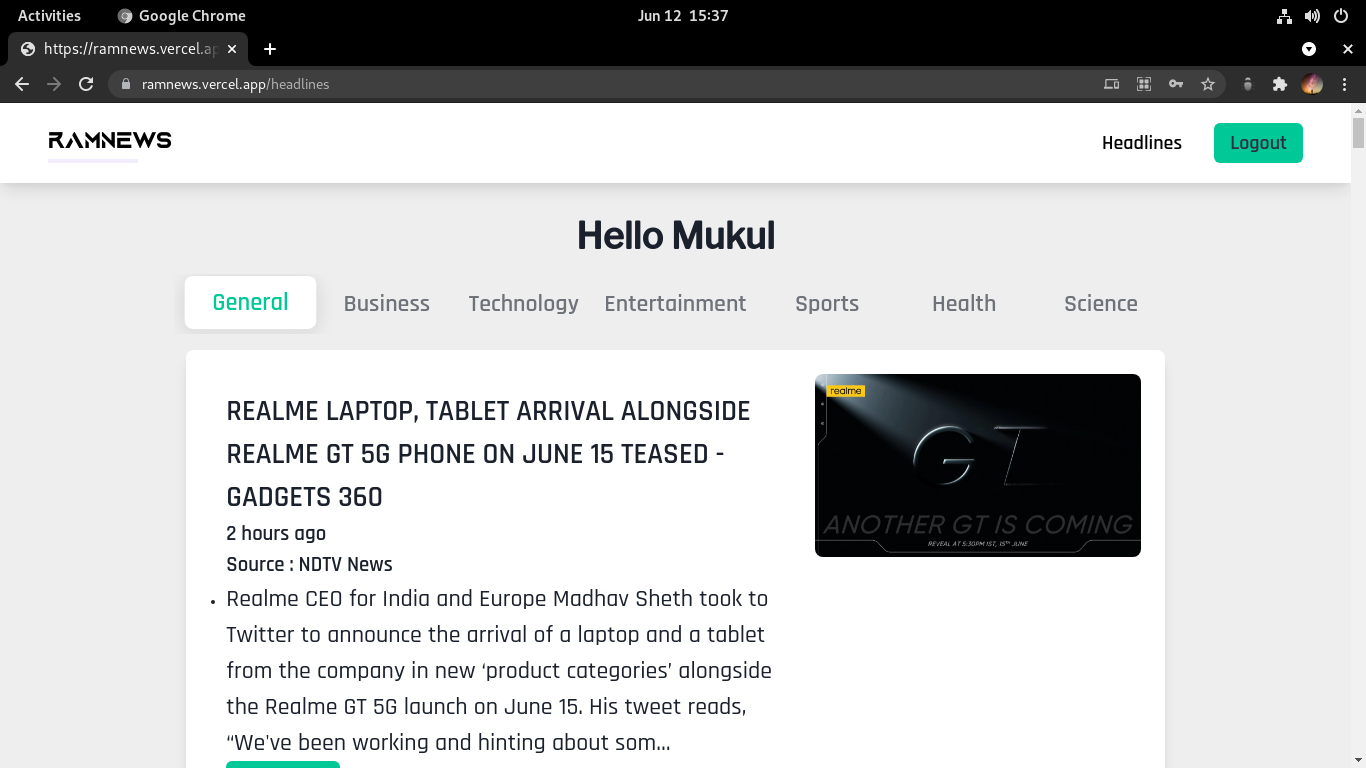 Activities
Google Chrome
Jun 12 15:37
https://ramnews.vercel.ap
ramnews.vercel.app/headlines
RAMNEWS
Headlines
Logout
Hello Mukul
General
Business
Technology
Entertainment
Sports
Health
Science
REALME LAPTOP, TABLET ARRIVAL ALONGSIDE
REALME GT 5G PHONE ON JUNE 15 TEASED -
GADGETS 360
2 hours ago
Source : NDTV News
• Realme CEO for India and Europe Madhav Sheth took to
Twitter to announce the arrival of a laptop and a tablet
from the company in new ‘product categories’ alongside
the Realme GT 5G launch on June 15. His tweet reads,
“We've been working and hinting about som...
realme
GT
ANOTHER GT IS COMING
REVEAL AT 5:30PM IST, 15TH JUNE